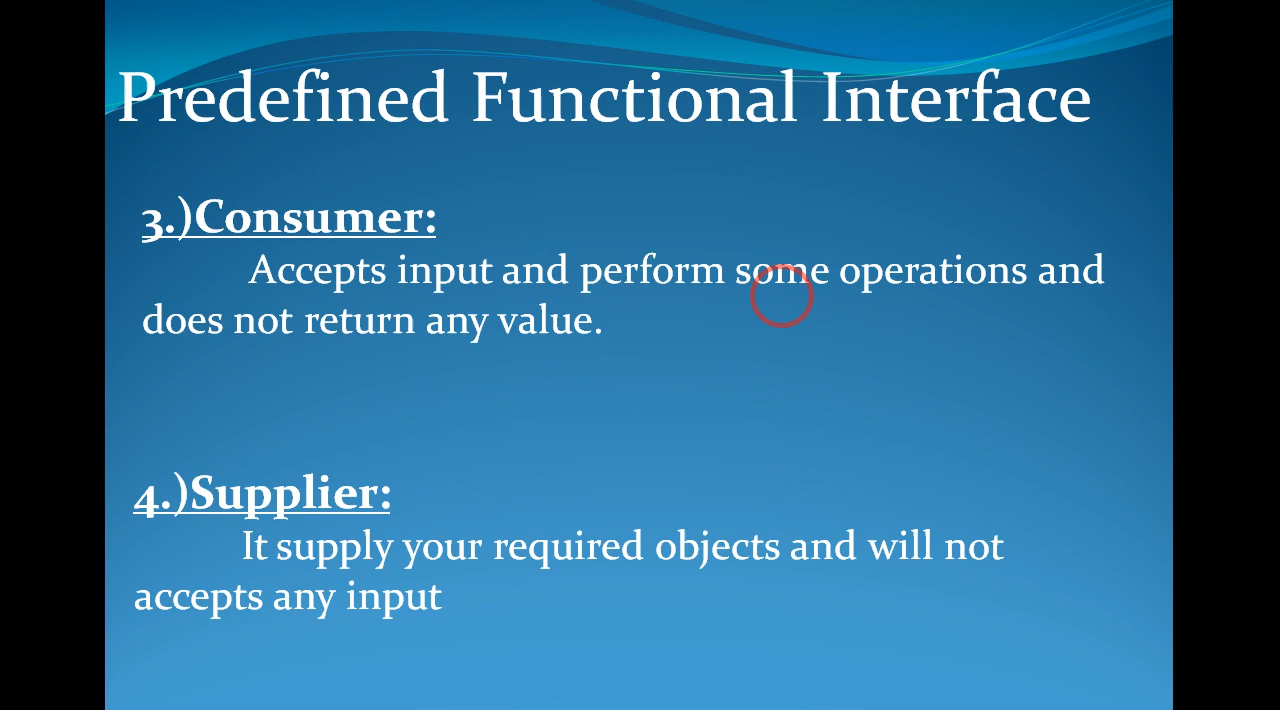 Predefined Functional Interface
3.)Consumer:
Accepts input and perform some operations and
does not return any value.
4.)Supplier:
It supply your required objects and will not
accepts any input